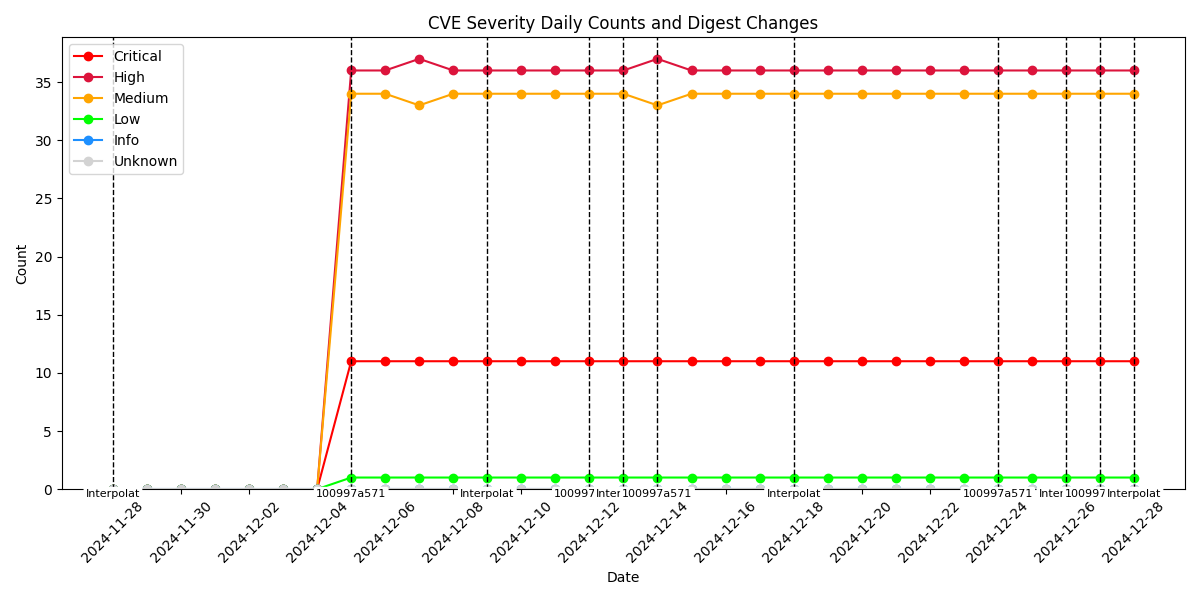 CVE Severity Daily Counts and Digest Changes
Critical
High
Medium
Low
Info
Unknown
35
30
25
20
15
10
5
0
Count
Interpolat
100997a571
Interpolat
100997
Inter
100997a571
Interpolat
100997a571
Inter
100997
Interpolat
2024-11-28
2024-11-30
2024-12-02
2024-12-04
2024-12-06
2024-12-08
2024-12-10
2024-12-12
2024-12-14
2024-12-16
2024-12-18
2024-12-20
2024-12-22
2024-12-24
2024-12-26
2024-12-28
Date